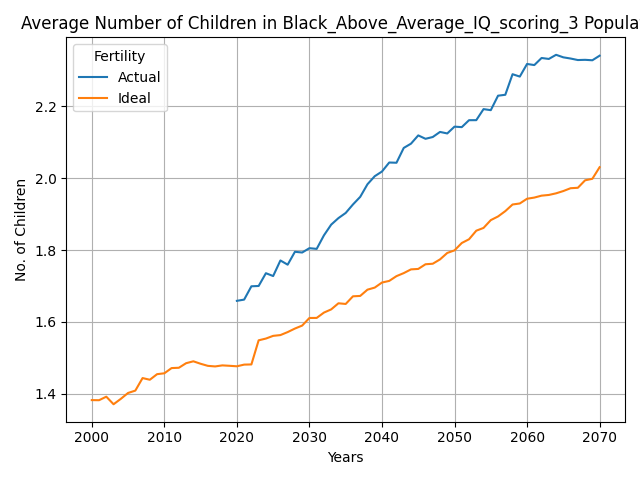 Average Number of Children in Black_Above_Average_IQ_scoring_3 Popula
Fertility
Actual
Ideal
No. of Children
2.2
2.0
1.8
1.6
1.4
2000 2010 2020 2030 2040 2050 2060 2070
Years